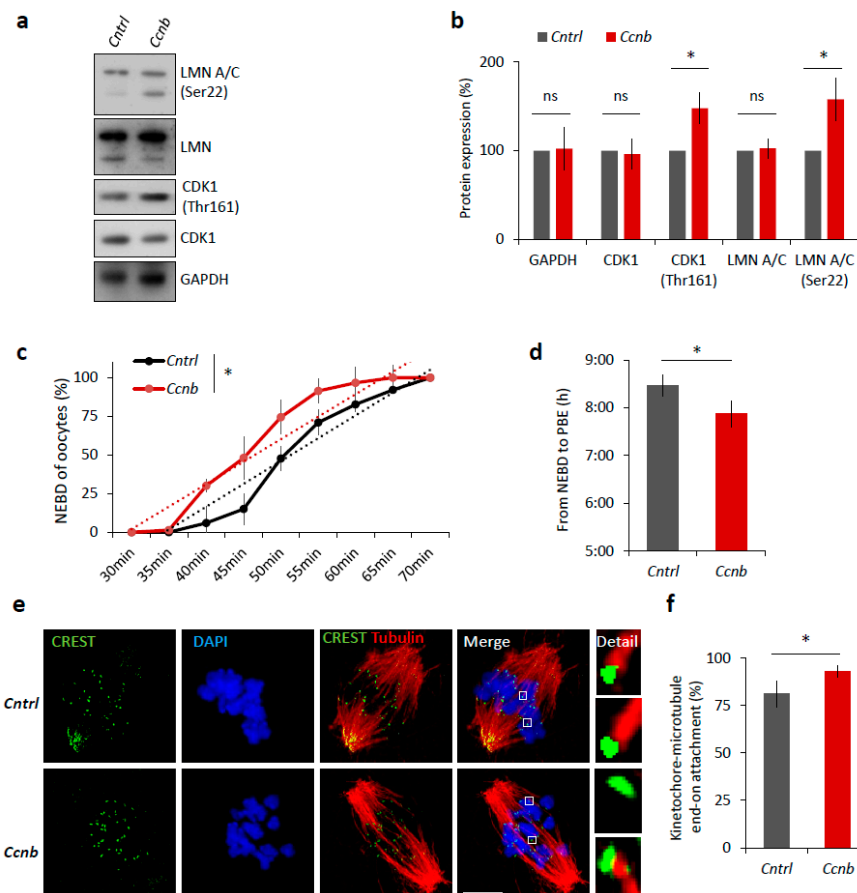 a
Cntrl
Ccnb
LMN A/C
(Ser22)
LMN
CDK1
(Thr161)
CDK1
GAPDH
b
Cntrl
Ccnb
Protein expression (%)
200
150
100
50
0
ns
ns
*
ns
*
GAPDH
CDK1
CDK1
(Thr161)
LMN A/C
LMN A/C
(Ser22)
c
Cntrl
Ccnb
*
NEBD of oocytes (%)
100
75
50
25
0
30min
35min
40min
45min
50min
55min
60min
65min
70min
d
From NEBD to PBE (h)
9:00
8:00
7:00
6:00
5:00
*
Cntrl
Ccnb
e
CREST
DAPI
CREST Tubulin
Merge
Detail
Cntrl
Ccnb
f
Kinetochore-microtubule
end-on attachment (%)
100
75
50
25
0
*
Cntrl
Ccnb